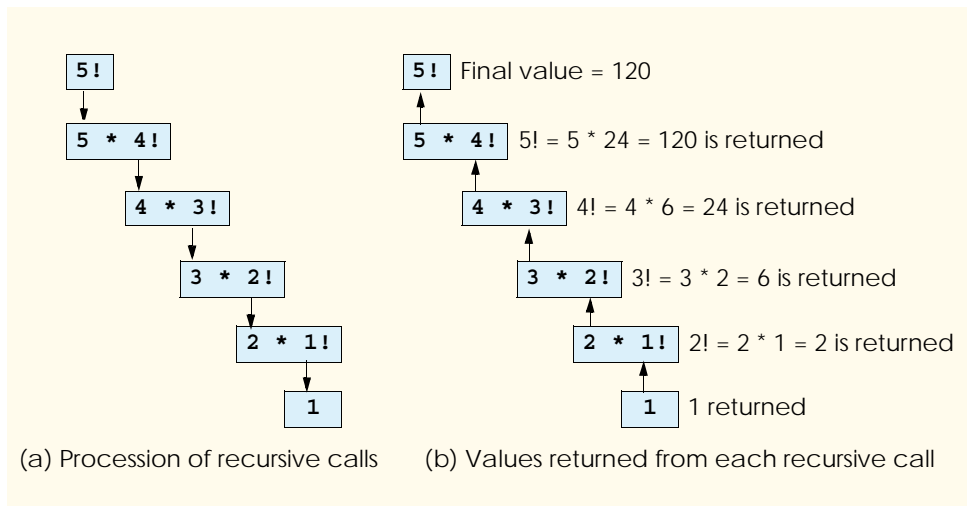 5!
5 * 4!
4 * 3!
3 * 2!
2 * 1!
1
(a) Procession of recursive calls
5! Final value = 120
5 * 4! 5! = 5 * 24 = 120 is returned
4 * 3! 4! = 4 * 6 = 24 is returned
3 * 2! 3! = 3 * 2 = 6 is returned
2 * 1! 2! = 2 * 1 = 2 is returned
1 1 returned
(b) Values returned from each recursive call